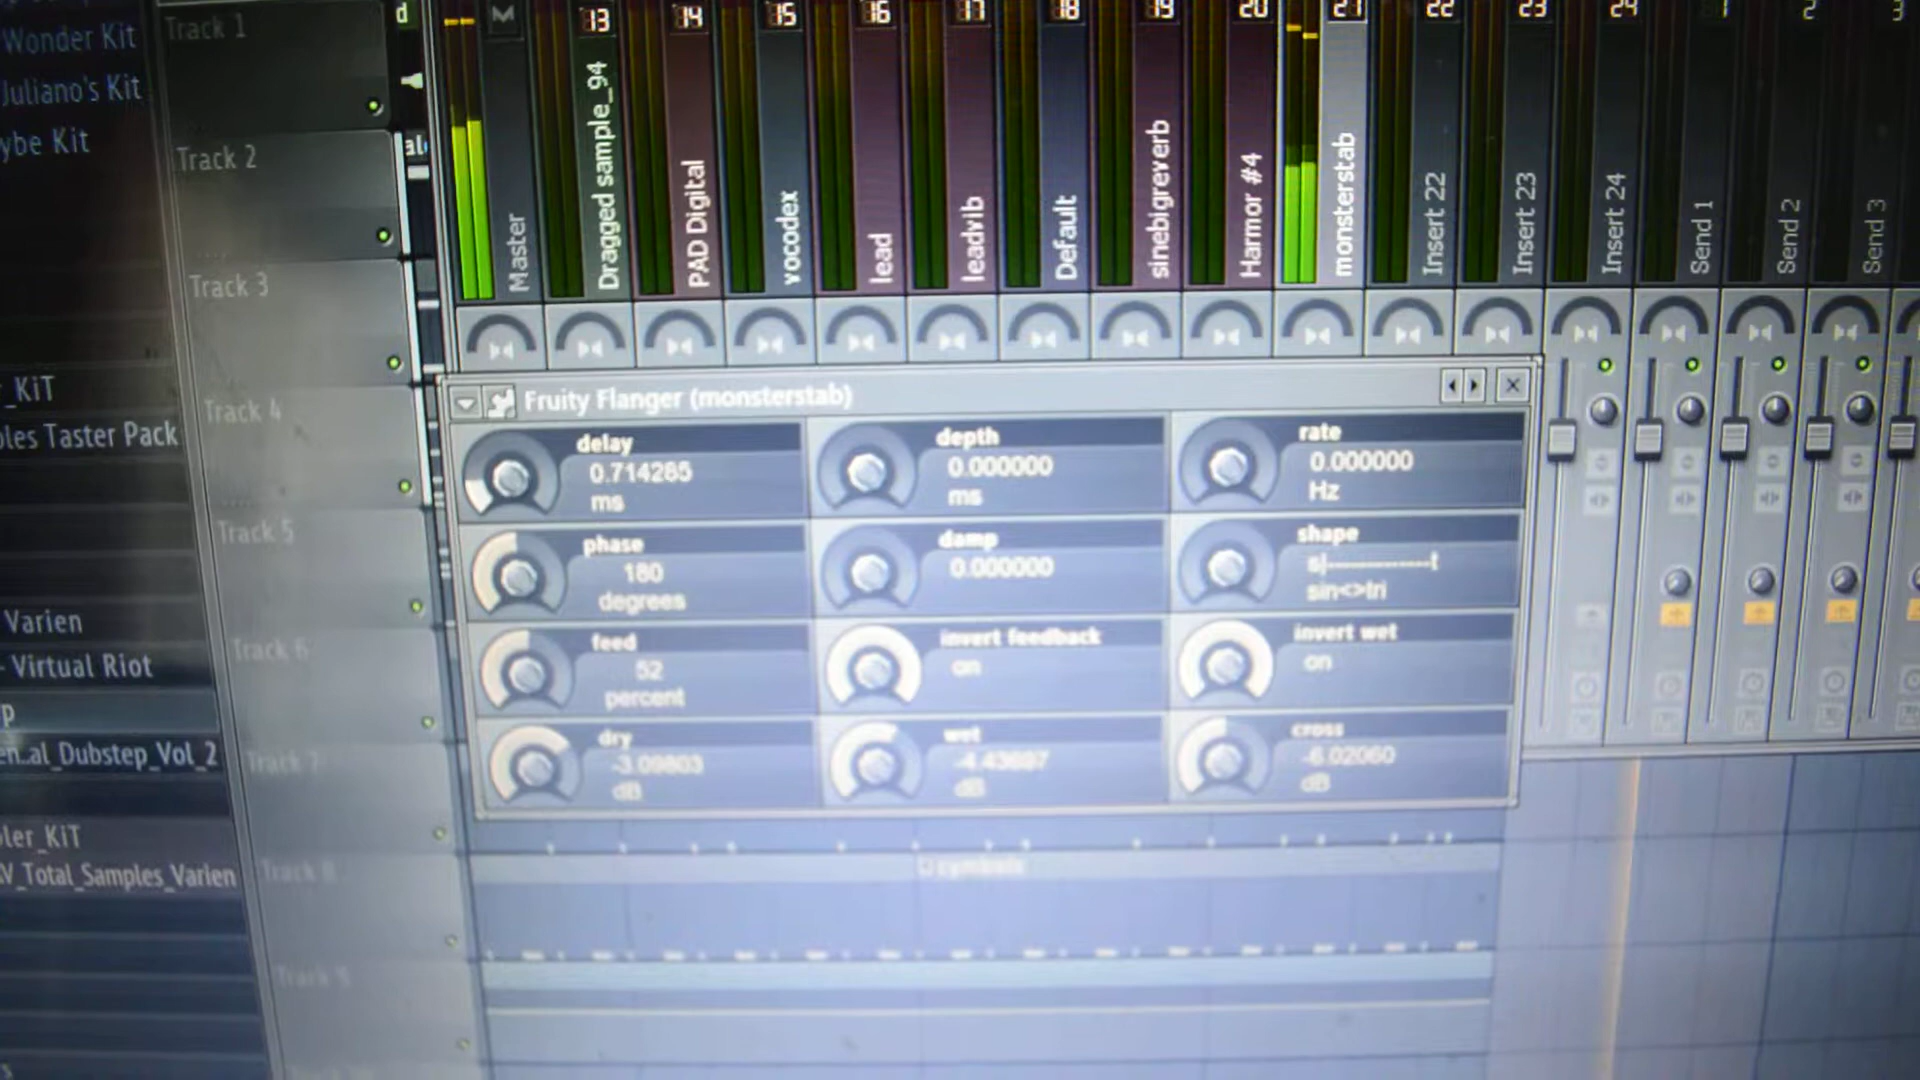 Wonder Kit
Juliano's Kit
ybe Kit
_KiT
les Taster Pack
Varien
- Virtual Riot
p
en..al_Dubstep_Vol_2
ler_KiT
V_Total_Samples_Varien
Track 1
Track 2
Track 3
Track 4
Track 5
Track 6
Track 7
Track 8
Track 9
d
M 13 14 15 16 17 18 19 20 21 22 23 24 1 2 3
Master
Dragged sample_94
PAD Digital
vocodex
lead
leadvib
Default
sinebigreverb
Harmor #4
monsterstab
Insert 22
Insert 23
Insert 24
Send 1
Send 2
Send 3
Fruity Flanger (monsterstab)
delay
0.714285
ms
depth
0.000000
ms
rate
0.000000
Hz
phase
180
degrees
damp
0.000000
shape
s|------------t
sin<>tri
feed
52
percent
invert feedback
on
invert wet
on
dry
-3.09803
dB
wet
-4.43697
dB
cross
-6.02060
dB
cymbals